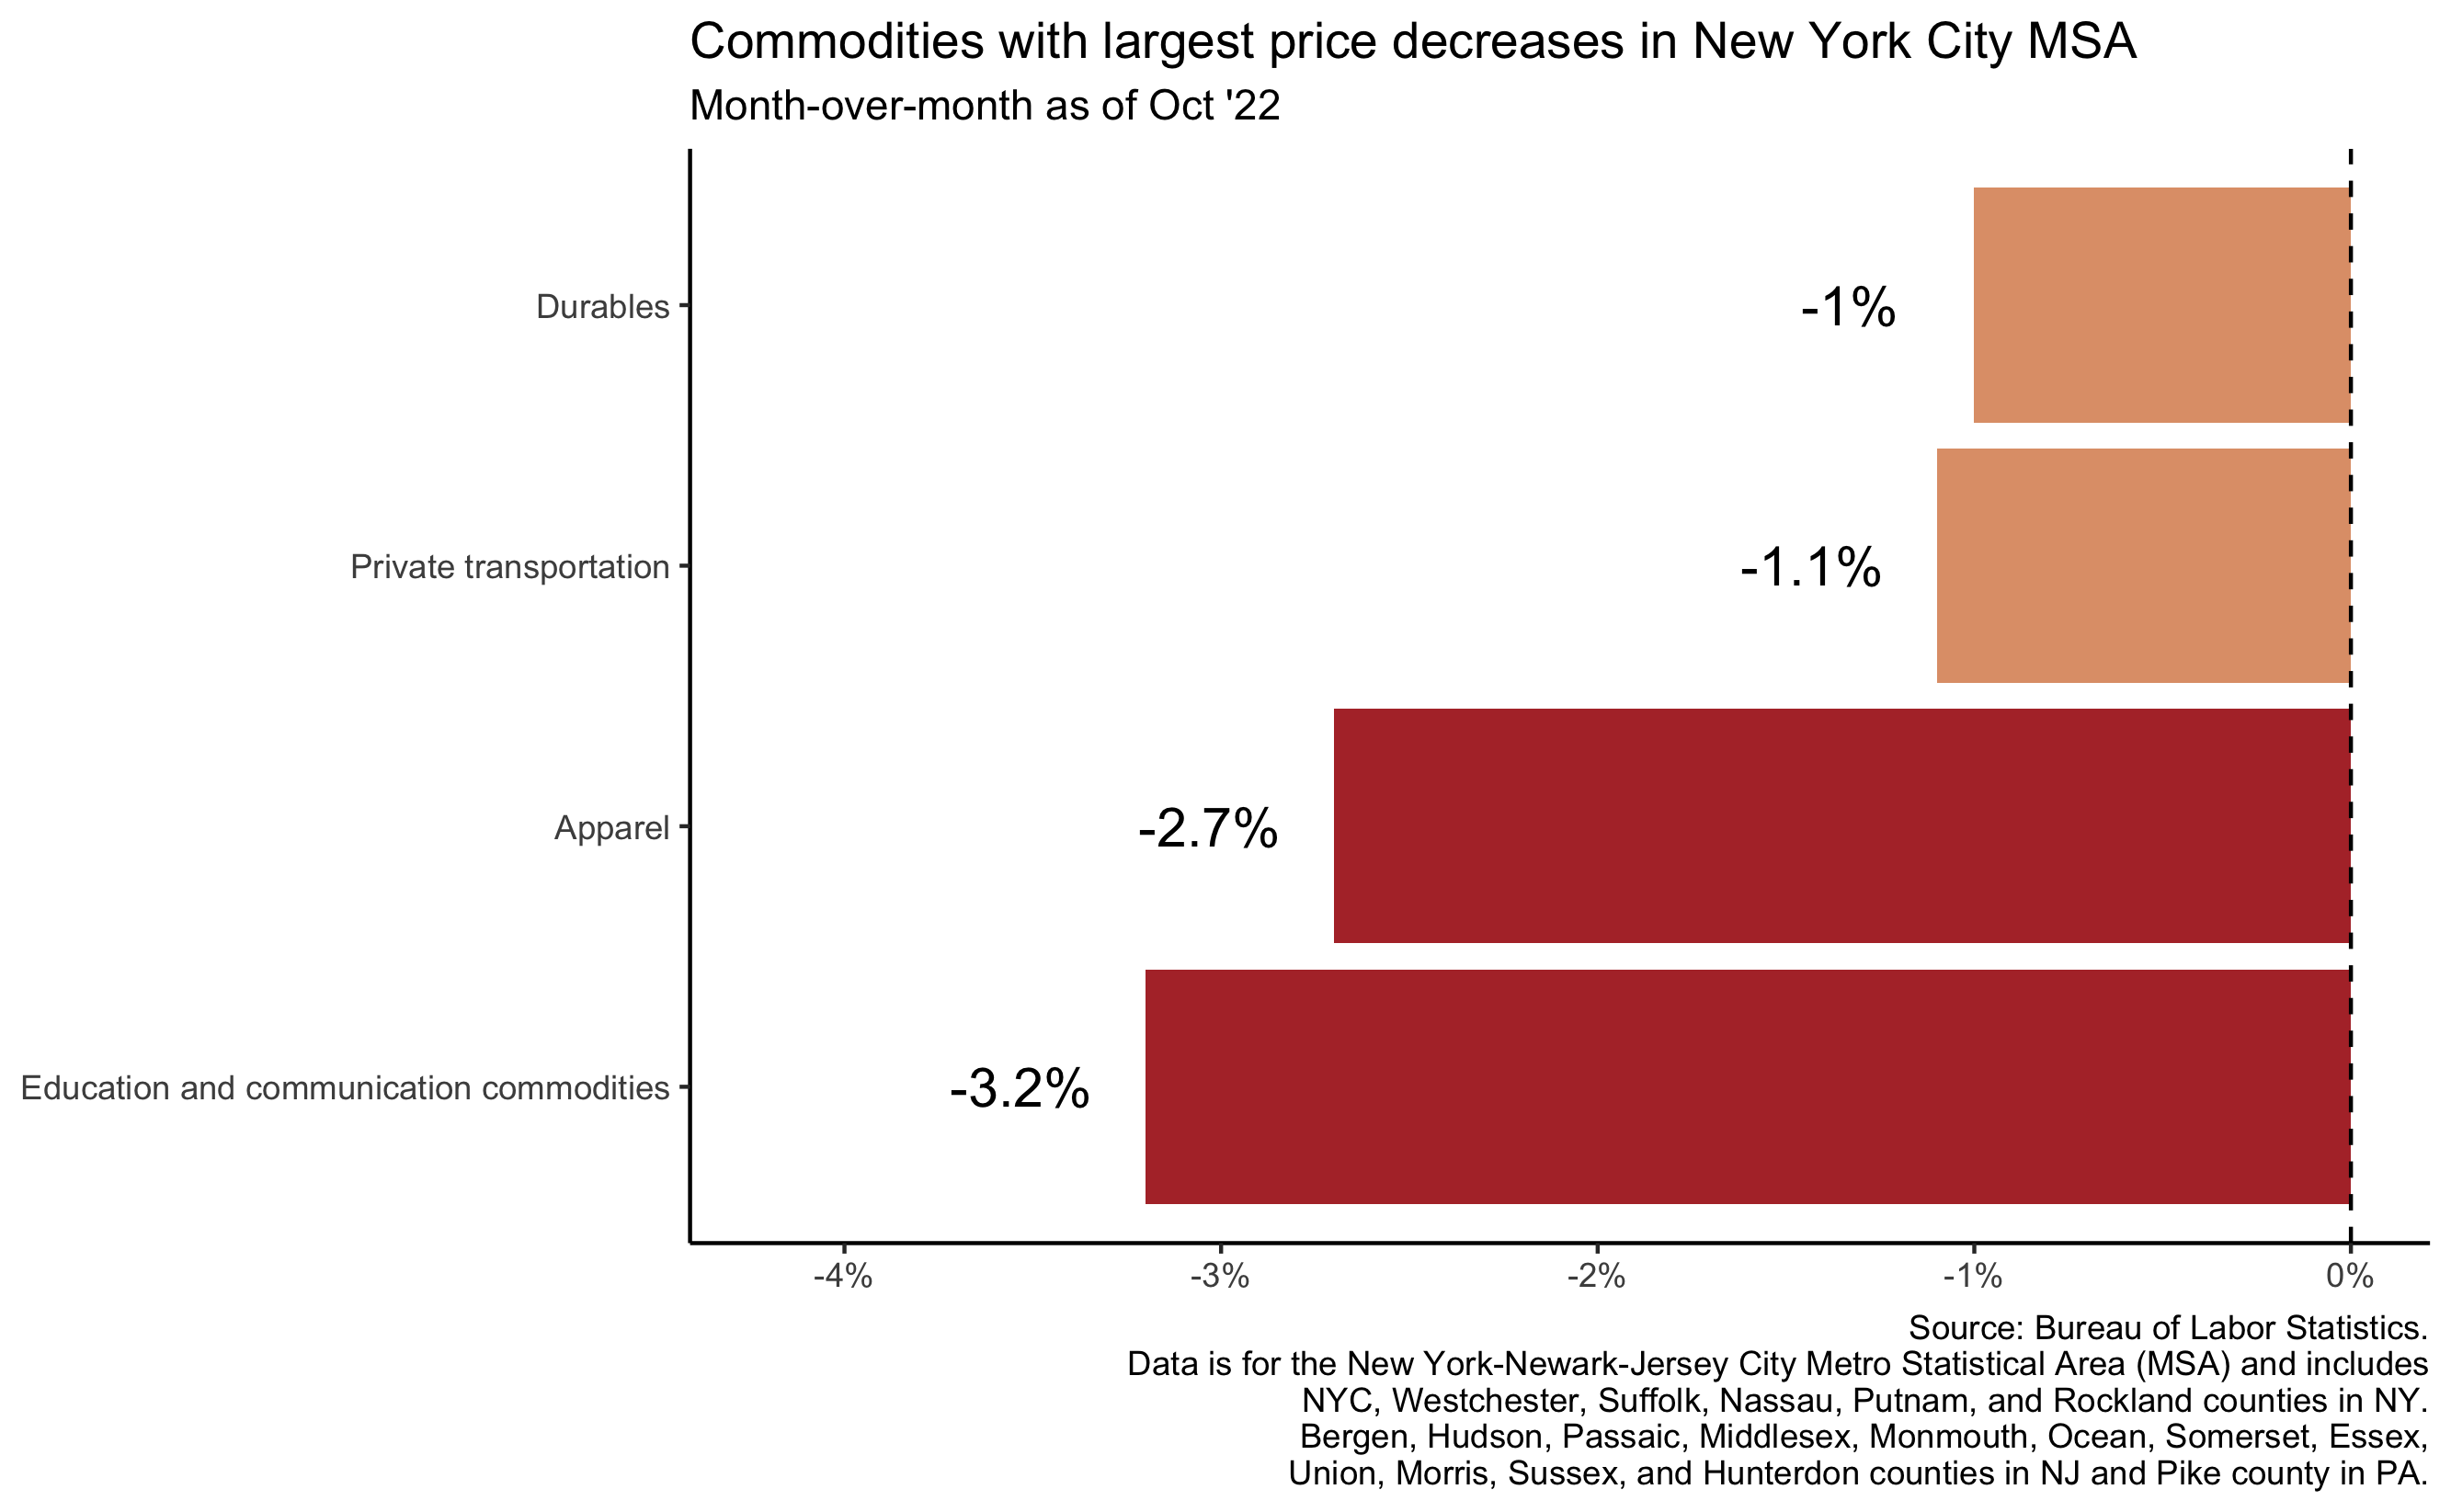 Commodities with largest price decreases in New York City MSA
Month-over-month as of Oct '22
Durables
-1%
Private transportation
-1.1%
Apparel
-2.7%
Education and communication commodities
-3.2%
-4%
-3%
-2%
-1%
0%
Source: Bureau of Labor Statistics.
Data is for the New York-Newark-Jersey City Metro Statistical Area (MSA) and includes
NYC, Westchester, Suffolk, Nassau, Putnam, and Rockland counties in NY.
Bergen, Hudson, Passaic, Middlesex, Monmouth, Ocean, Somerset, Essex,
Union, Morris, Sussex, and Hunterdon counties in NJ and Pike county in PA.